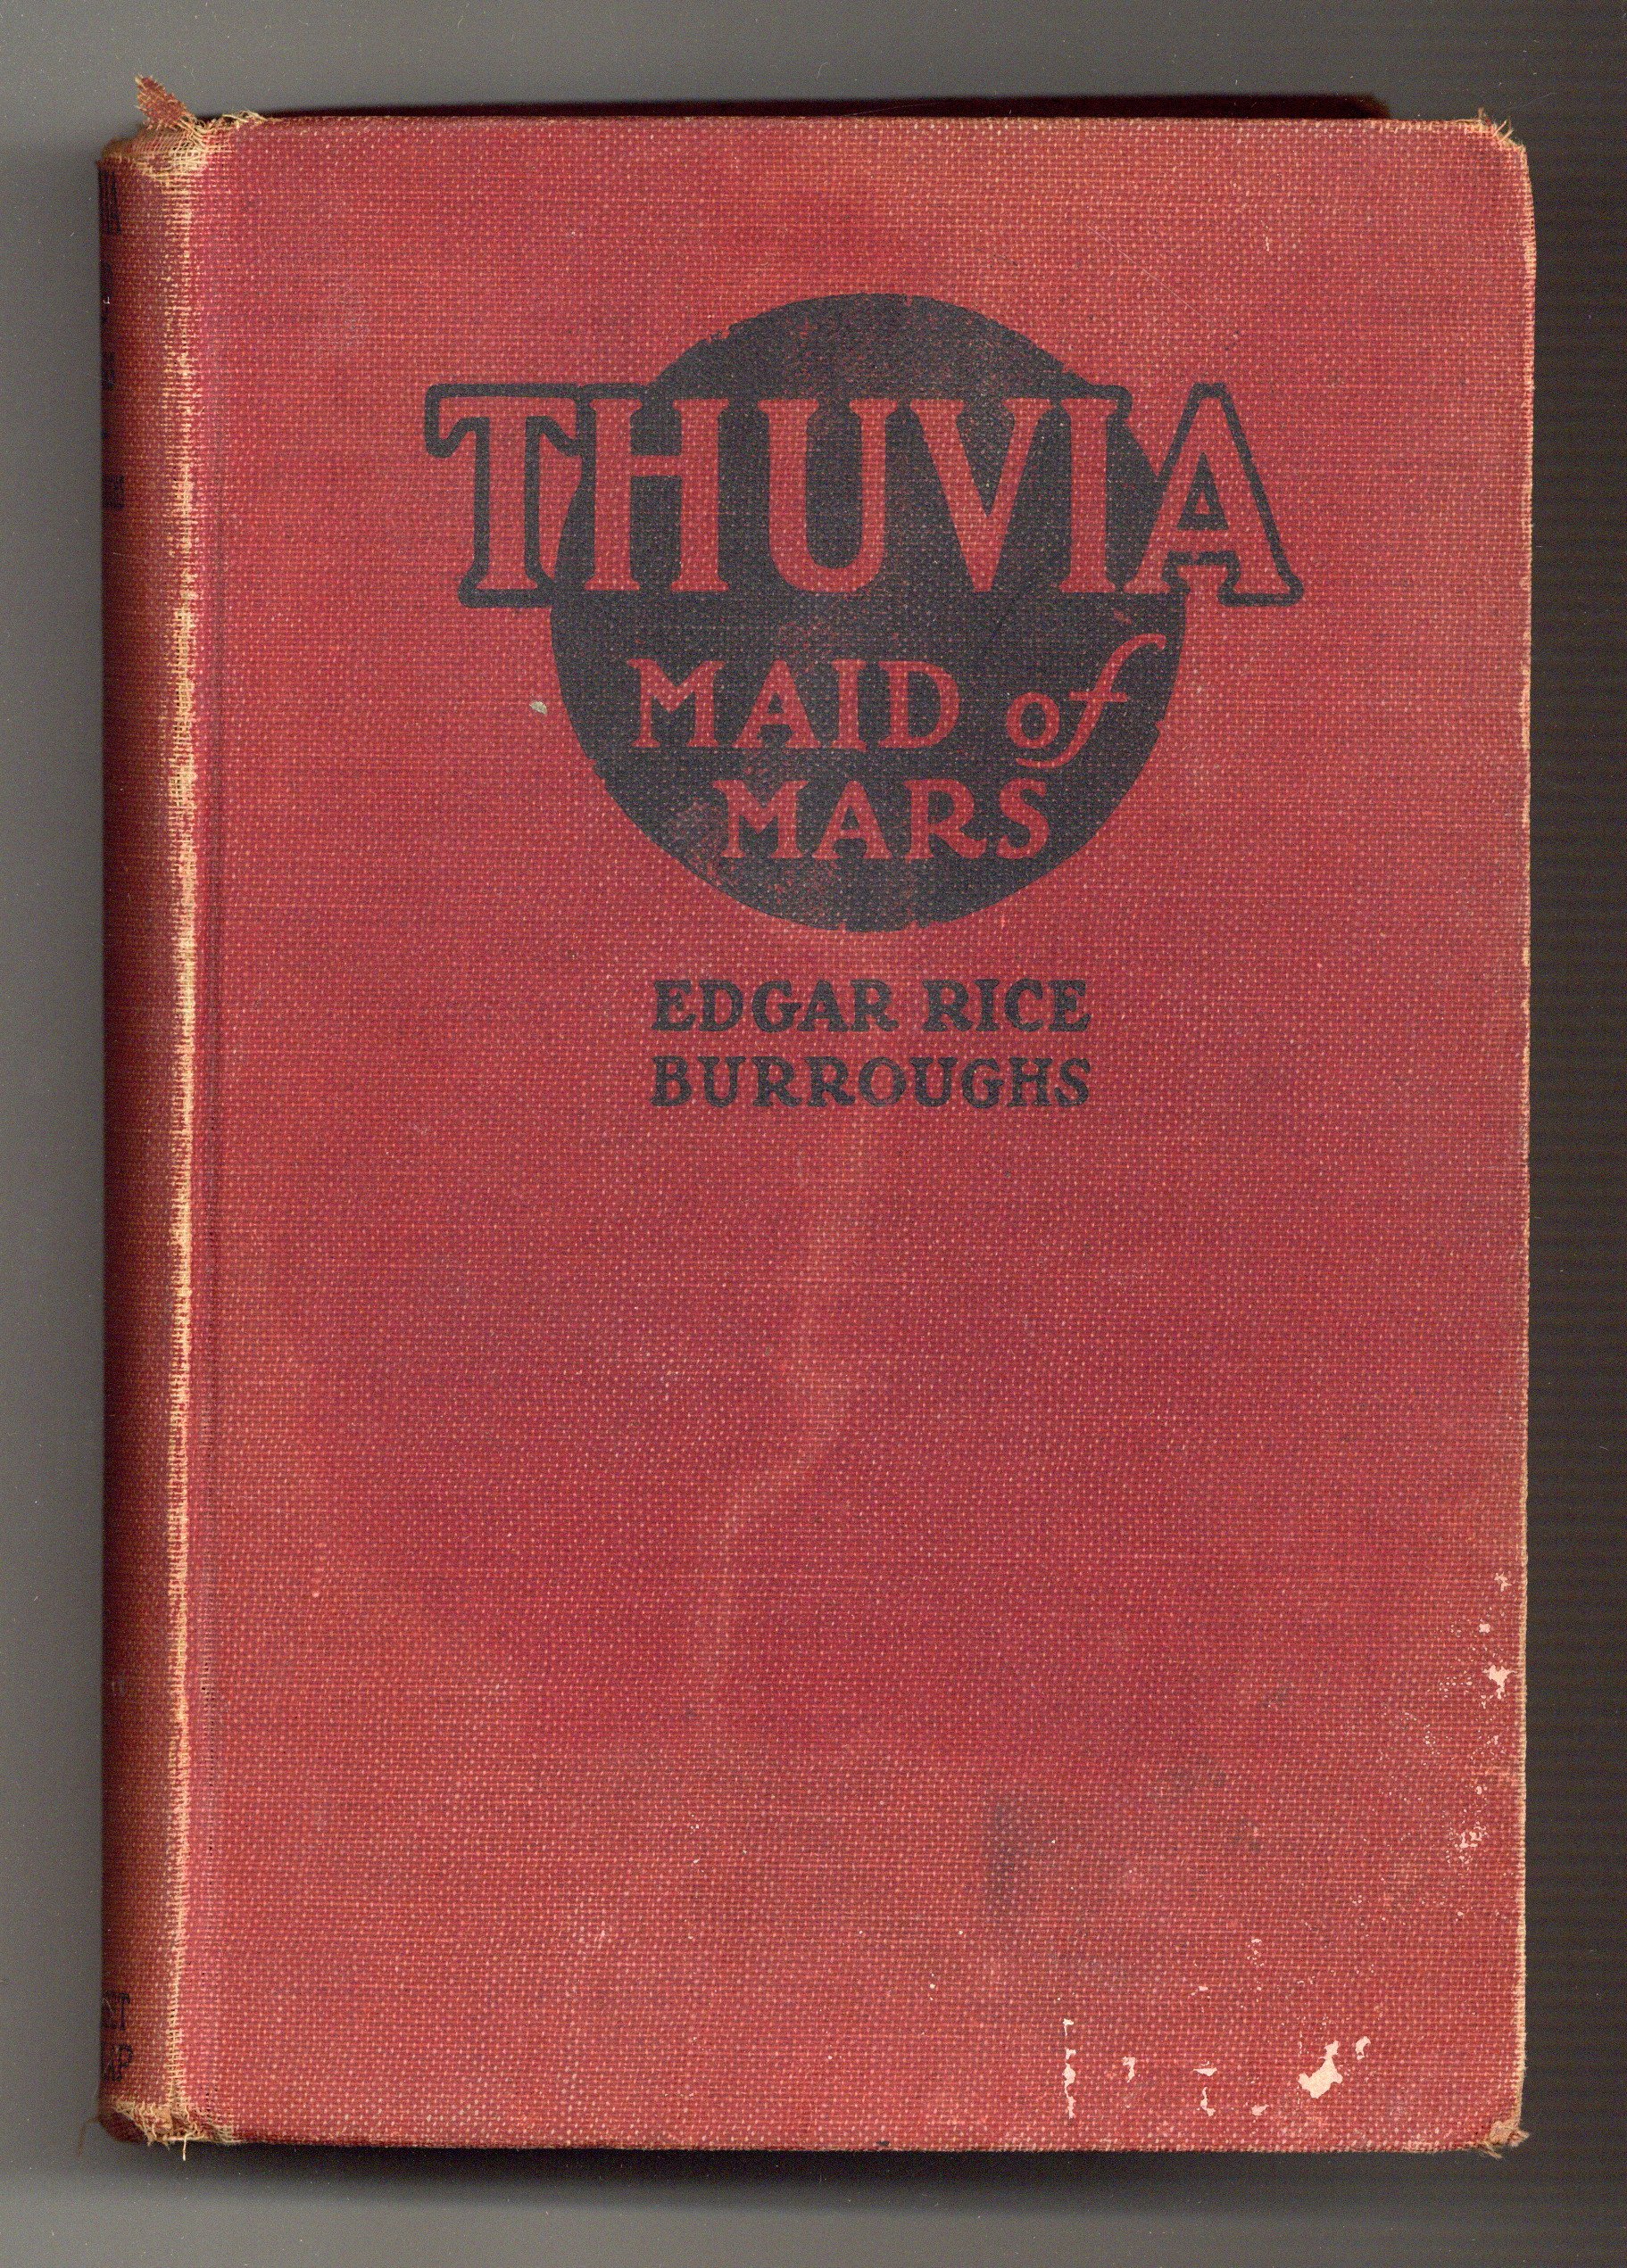 THUVIA
MAID of
MARS
EDGAR RICE
BURROUGHS